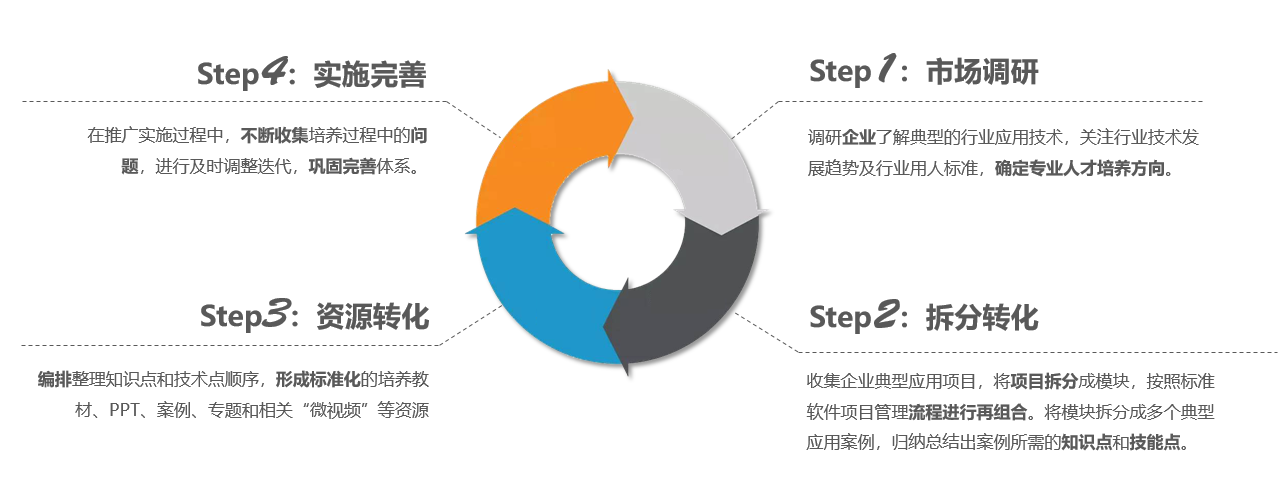 Step4：实施完善
在推广实施过程中，不断收集培养过程中的问
题，进行及时调整迭代，巩固完善体系。
Step1：市场调研
调研企业了解典型的行业应用技术，关注行业技术发
展趋势及行业用人标准，确定专业人才培养方向。
Step3：资源转化
编排整理知识点和技术点顺序，形成标准化的培养教
材、PPT、案例、专题和相关“微视频”等资源
Step2：拆分转化
收集企业典型应用项目，将项目拆分成模块，按照标准
软件项目管理流程进行再组合。将模块拆分成多个典型
应用案例，归纳总结出案例所需的知识点和技能点。